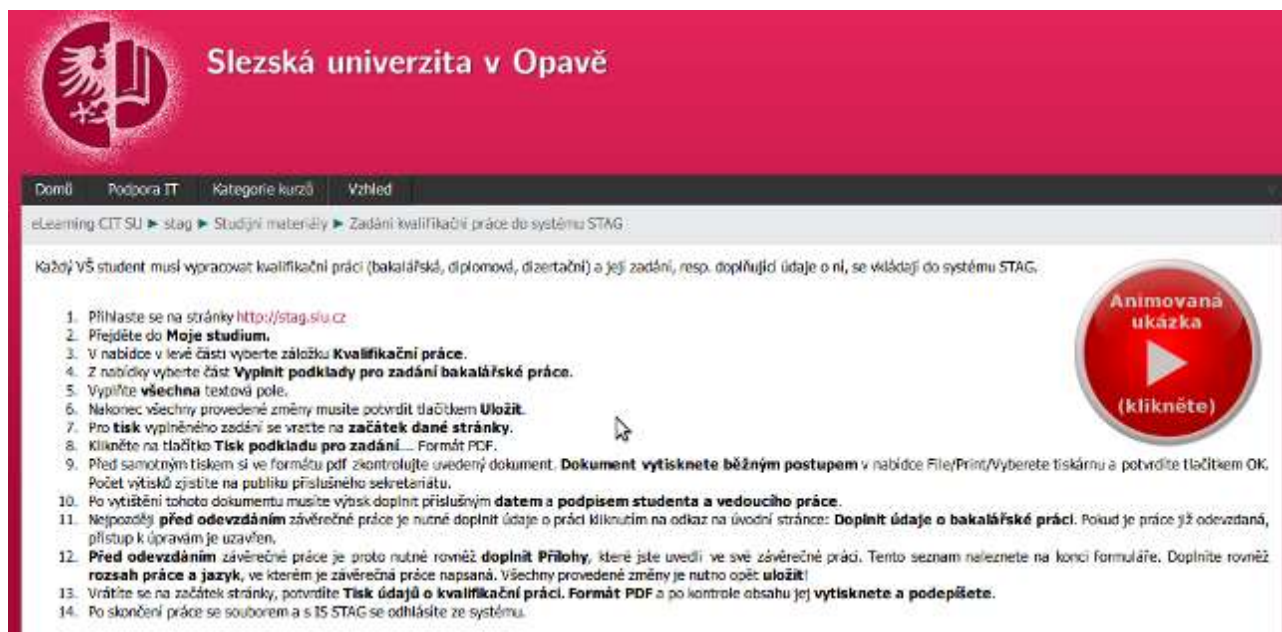 Slezská univerzita v Opavě
Domů Podpora IT Kategorie kurzů Vzhled
eLearning CIT SU ► stag ► Studijní materiály ► Zadání kvalifikační práce do systému STAG
Každý VŠ student musí vypracovat kvalifikační práci (bakalářská, diplomová, dizertační) a její zadání, resp. doplňující údaje o ní, se vkládají do systému STAG.
Animovaná
ukázka
(klikněte)
1. Přihlaste se na stránky http://stag.slu.cz
2. Přejděte do Moje studium.
3. V nabídce v levé části vyberte záložku Kvalifikační práce.
4. Z nabídky vyberte část Vyplnit podklady pro zadání bakalářské práce.
5. Vyplňte všechna textová pole.
6. Nakonec všechny provedené změny musíte potvrdit tlačítkem Uložit.
7. Pro tisk vyplněného zadání se vraťte na začátek dané stránky.
8. Klikněte na tlačítko Tisk podkladu pro zadání.... Formát PDF.
9. Před samotným tiskem si ve formátu pdf zkontrolujte uvedený dokument. Dokument vytisknete běžným postupem v nabídce File/Print/Vyberete tiskárnu a potvrdíte tlačítkem OK.
Počet výtisků zjistíte na publiku příslušného sekretariátu.
10. Po vytištění tohoto dokumentu musíte výtisk doplnit příslušným datem a podpisem studenta a vedoucího práce.
11. Nejpozději před odevzdáním závěrečné práce je nutné doplnit údaje o práci kliknutím na odkaz na úvodní stránce: Doplnit údaje o bakalářské práci. Pokud je práce již odevzdaná,
přístup k úpravám je uzavřen.
12. Před odevzdáním závěrečné práce je proto nutné rovněž doplnit Přílohy, které jste uvedli ve své závěrečné práci. Tento seznam naleznete na konci formuláře. Doplníte rovněž
rozsah práce a jazyk, ve kterém je závěrečná práce napsaná. Všechny provedené změny je nutno opět uložit!
13. Vrátíte se na začátek stránky, potvrdíte Tisk údajů o kvalifikační práci. Formát PDF a po kontrole obsahu jej vytisknete a podepíšete.
14. Po skončení práce se souborem a s IS STAG se odhlásíte ze systému.